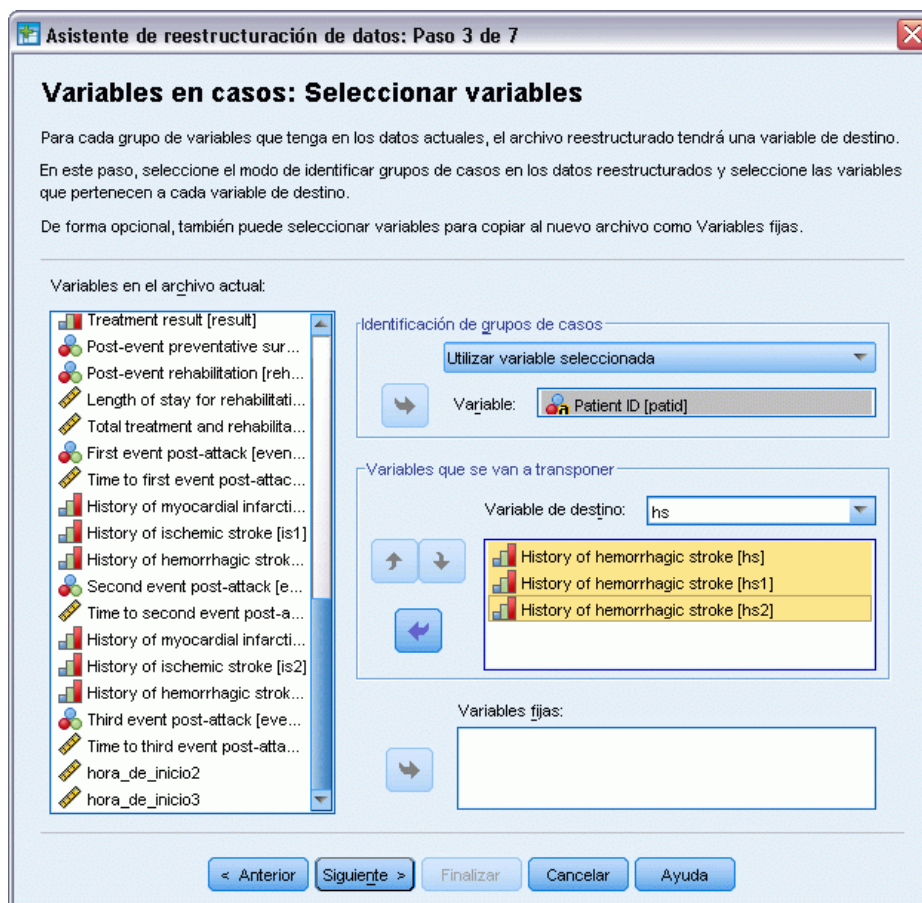 Asistente de reestructuración de datos: Paso 3 de 7
Variables en casos: Seleccionar variables
Para cada grupo de variables que tenga en los datos actuales, el archivo reestructurado tendrá una variable de destino.
En este paso, seleccione el modo de identificar grupos de casos en los datos reestructurados y seleccione las variables
que pertenecen a cada variable de destino.
De forma opcional, también puede seleccionar variables para copiar al nuevo archivo como Variables fijas.
Variables en el archivo actual:
Treatment result [result]
Post-event preventative sur...
Post-event rehabilitation [reh...
Length of stay for rehabilitati...
Total treatment and rehabilita...
First event post-attack [even...
Time to first event post-attac...
History of myocardial infarcti...
History of ischemic stroke [is1]
History of hemorrhagic strok...
Second event post-attack [e...
Time to second event post-a...
History of myocardial infarcti...
History of ischemic stroke [is2]
History of hemorrhagic strok...
Third event post-attack [eve...
Time to third event post-atta...
hora_de_inicio2
hora_de_inicio3
Identificación de grupos de casos
Utilizar variable seleccionada
Variable:
Patient ID [patid]
Variables que se van a transponer
Variable de destino:
hs
History of hemorrhagic stroke [hs]
History of hemorrhagic stroke [hs1]
History of hemorrhagic stroke [hs2]
Variables fijas:
< Anterior
Siguiente >
Finalizar
Cancelar
Ayuda